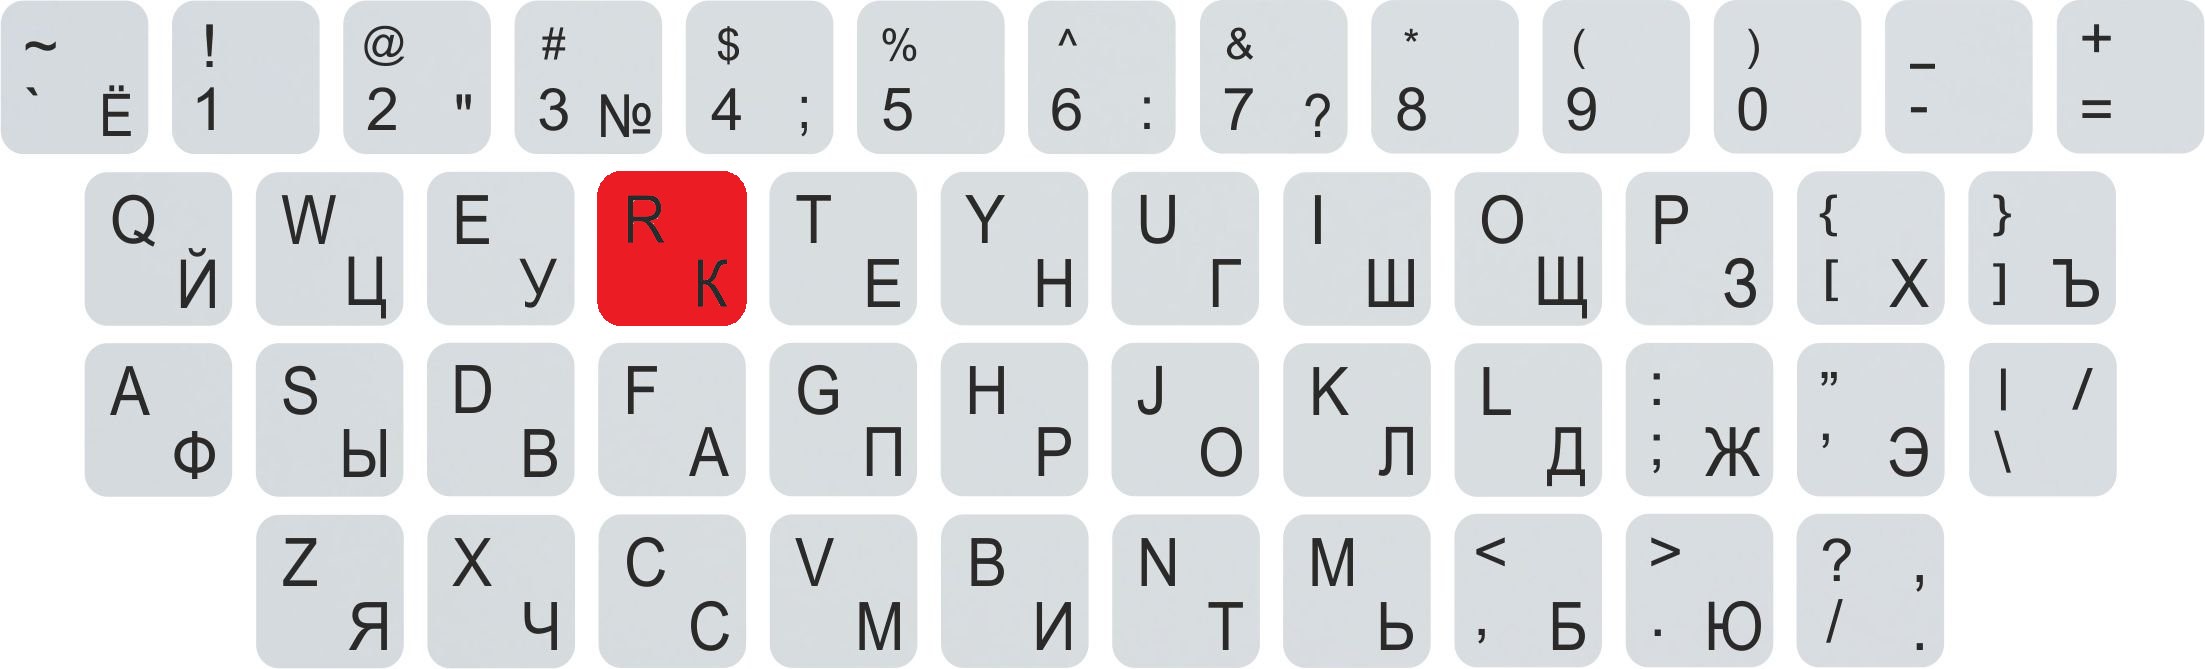 ~ ! @ # $ % ^ & * ( ) _ +
` Ё 1 2 " 3 № 4 ; 5 6 : 7 ? 8 9 0 - =
Q W E R T Y U I O P { }
Й Ц У К Е Н Г Ш Щ З [ Х ] Ъ
A S D F G H J K L : ” | /
Ф Ы В А П Р О Л Д ; Ж ’ Э \
Z X C V B N M < > ? ,
Я Ч С М И Т Ь , Б . Ю / .